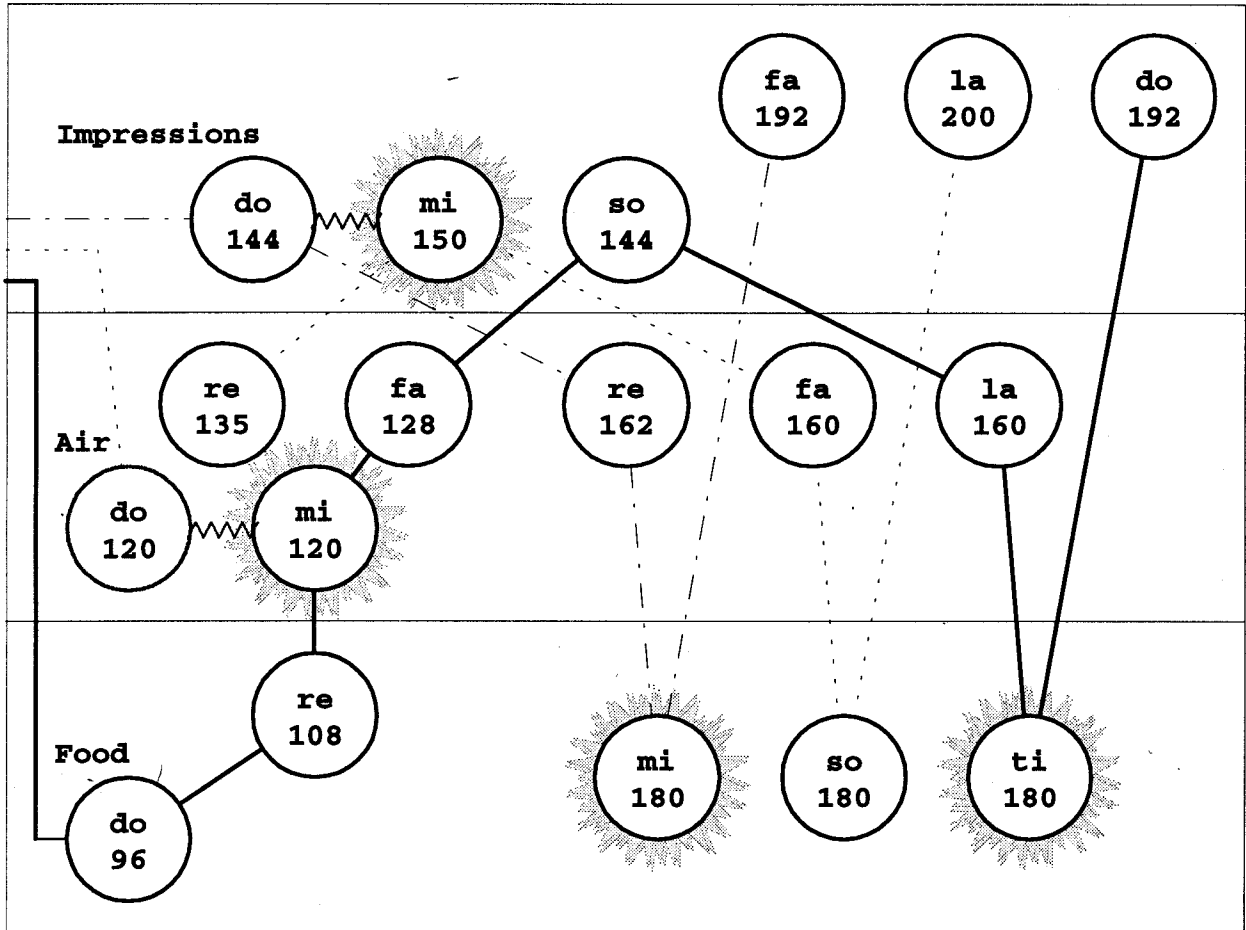 fa
192
la
200
do
192
Impressions
do
144
mi
150
so
144
re
135
fa
128
re
162
fa
160
la
160
Air
do
120
mi
120
re
108
mi
180
so
180
ti
180
Food
do
96